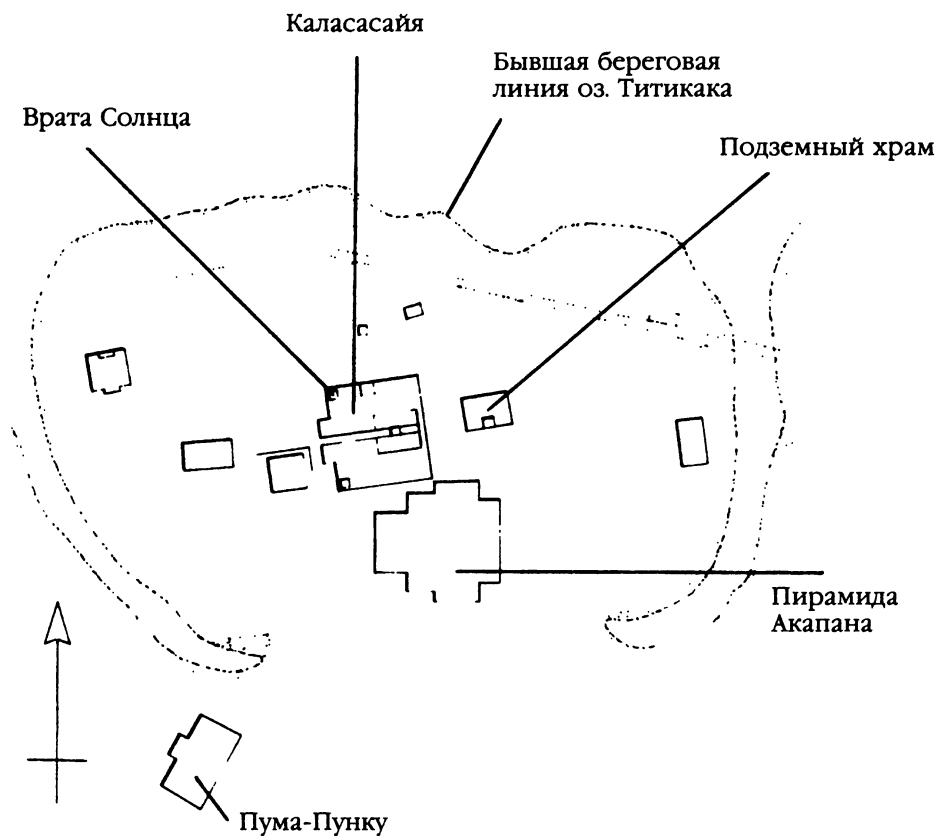 Каласасайя
Бывшая береговая
линия оз. Титикака
Врата Солнца
Подземный храм
Пирамида
Акапана
Пума-Пунку